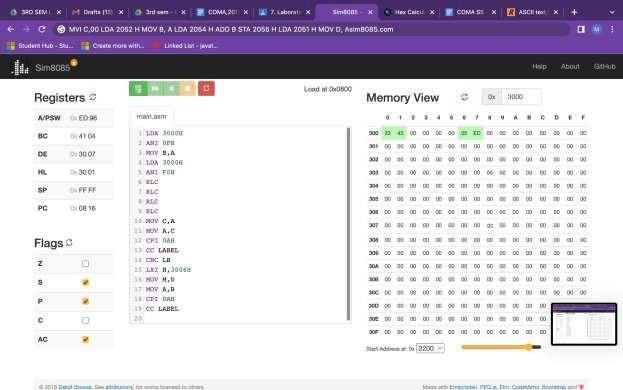 3RD SEM I
Drafts (13)
3rd sem -
COMA,201
7. Laborato
Sim8085 -
Hex Calcul
COMA SS
ASCII text,
MVI C,00 LDA 2052 H MOV B, A LDA 2054 H ADD B STA 2055 H LDA 2051 H MOV D, Asim8085.com
Student Hub - Stu...
Create more with...
Linked List - javat...
Sim8085
Help
About
GitHub
Registers
A/PSW 0x ED 96
BC 0x 41 04
DE 0x 30 07
HL 0x 30 01
SP 0x FF FF
PC 0x 08 16
Flags
Z
S
P
C
AC
Load at 0x0800
main.asm
1 LDA 3000H
2 ANI 0FH
3 MOV B,A
4 LDA 3000H
5 ANI F0H
6 RLC
7 RLC
8 RLC
9 RLC
10 MOV C,A
11 MOV A,C
12 CPI 0AH
13 CC LABEL
14 CNC LB
15 LXI H,3006H
16 MOV M,D
17 MOV A,B
18 CPI 0AH
19 CC LABEL
20
Memory View
0x 3000
0 1 2 3 4 5 6 7 8 9 A B C D E F
300 33 43 00 00 00 00 00 ED 00 00 00 00 00 00 00 00
301 00 00 00 00 00 00 00 00 00 00 00 00 00 00 00 00
302 00 00 00 00 00 00 00 00 00 00 00 00 00 00 00 00
303 00 00 00 00 00 00 00 00 00 00 00 00 00 00 00 00
304 00 00 00 00 00 00 00 00 00 00 00 00 00 00 00 00
305 00 00 00 00 00 00 00 00 00 00 00 00 00 00 00 00
306 00 00 00 00 00 00 00 00 00 00 00 00 00 00 00 00
307 00 00 00 00 00 00 00 00 00 00 00 00 00 00 00 00
308 00 00 00 00 00 00 00 00 00 00 00 00 00 00 00 00
309 00 00 00 00 00 00 00 00 00 00 00 00 00 00 00 00
30A 00 00 00 00 00 00 00 00 00 00 00 00 00 00 00 00
30B 00 00 00 00 00 00 00 00 00 00 00 00 00 00 00 00
30C 00 00 00 00 00 00 00 00 00 00 00 00 00 00 00 00
30D 00 00 00 00 00 00 00 00 00 00
30E 00 00 00 00 00 00 00 00 00 00
30F 00 00 00 00 00 00 00 00 00 00
Start Address at: 0x 2200
© 2016 Debjit Biswas. See attributions, for works licensed to others.
Made with Emscripten, PEG.js, Elm, CodeMirror, Bootstrap and